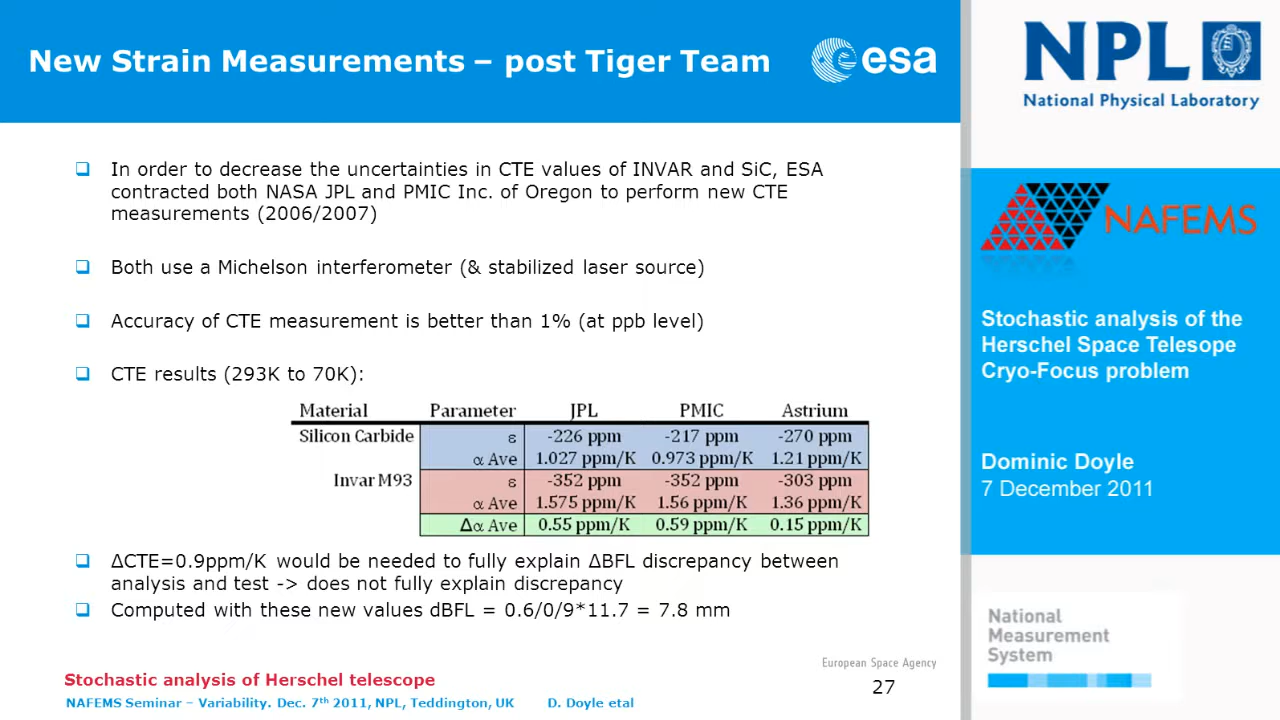 New Strain Measurements – post Tiger Team
esa
❑ In order to decrease the uncertainties in CTE values of INVAR and SiC, ESA
contracted both NASA JPL and PMIC Inc. of Oregon to perform new CTE
measurements (2006/2007)
❑ Both use a Michelson interferometer (& stabilized laser source)
❑ Accuracy of CTE measurement is better than 1% (at ppb level)
❑ CTE results (293K to 70K):
Material Parameter JPL PMIC Astrium
Silicon Carbide ε -226 ppm -217 ppm -270 ppm
α Ave 1.027 ppm/K 0.973 ppm/K 1.21 ppm/K
Invar M93 ε -352 ppm -352 ppm -303 ppm
α Ave 1.575 ppm/K 1.56 ppm/K 1.36 ppm/K
Δα Ave 0.55 ppm/K 0.59 ppm/K 0.15 ppm/K
❑ ΔCTE=0.9ppm/K would be needed to fully explain ΔBFL discrepancy between
analysis and test -> does not fully explain discrepancy
❑ Computed with these new values dBFL = 0.6/0/9*11.7 = 7.8 mm
European Space Agency
Stochastic analysis of Herschel telescope
27
NAFEMS Seminar – Variability. Dec. 7th 2011, NPL, Teddington, UK D. Doyle etal
NPL
National Physical Laboratory
NAFEMS
Stochastic analysis of the
Herschel Space Telesope
Cryo-Focus problem
Dominic Doyle
7 December 2011
National
Measurement
System